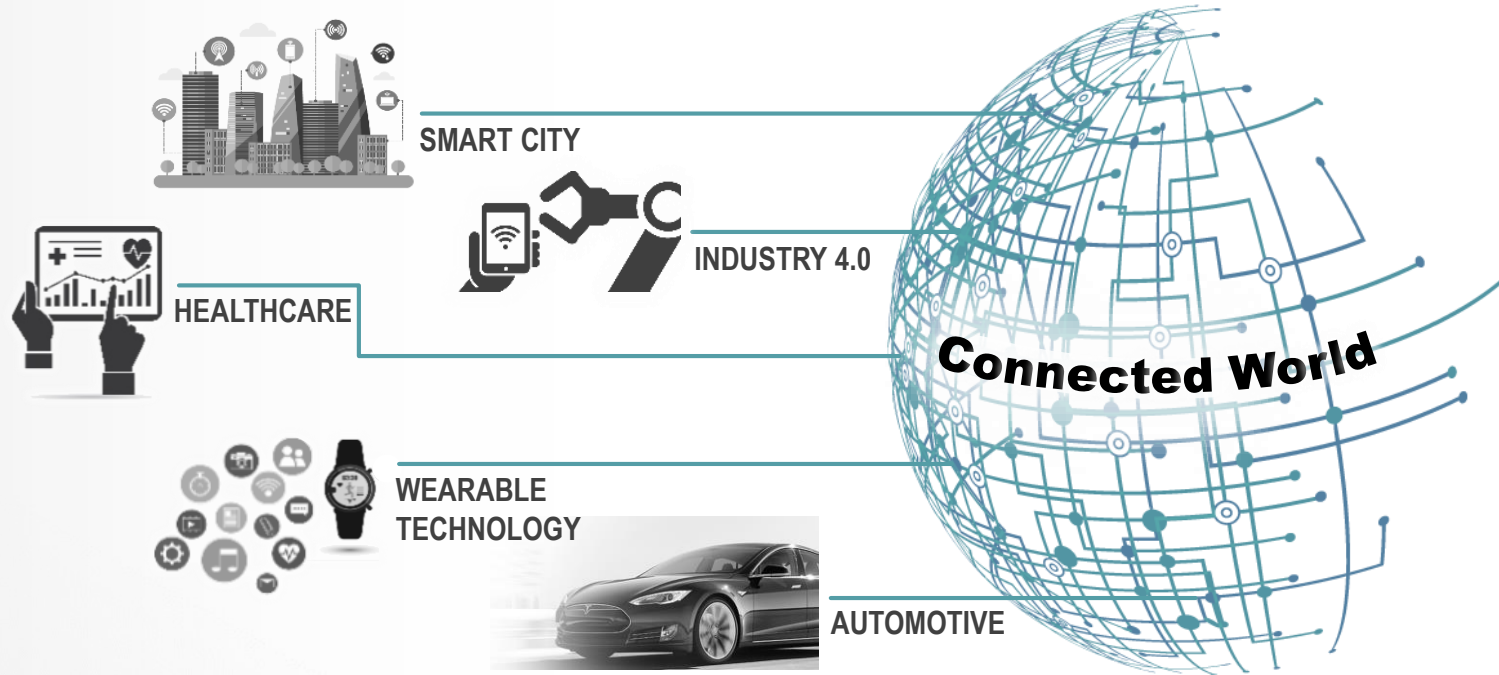 SMART CITY
INDUSTRY 4.0
HEALTHCARE
Connected World
WEARABLE
TECHNOLOGY
AUTOMOTIVE